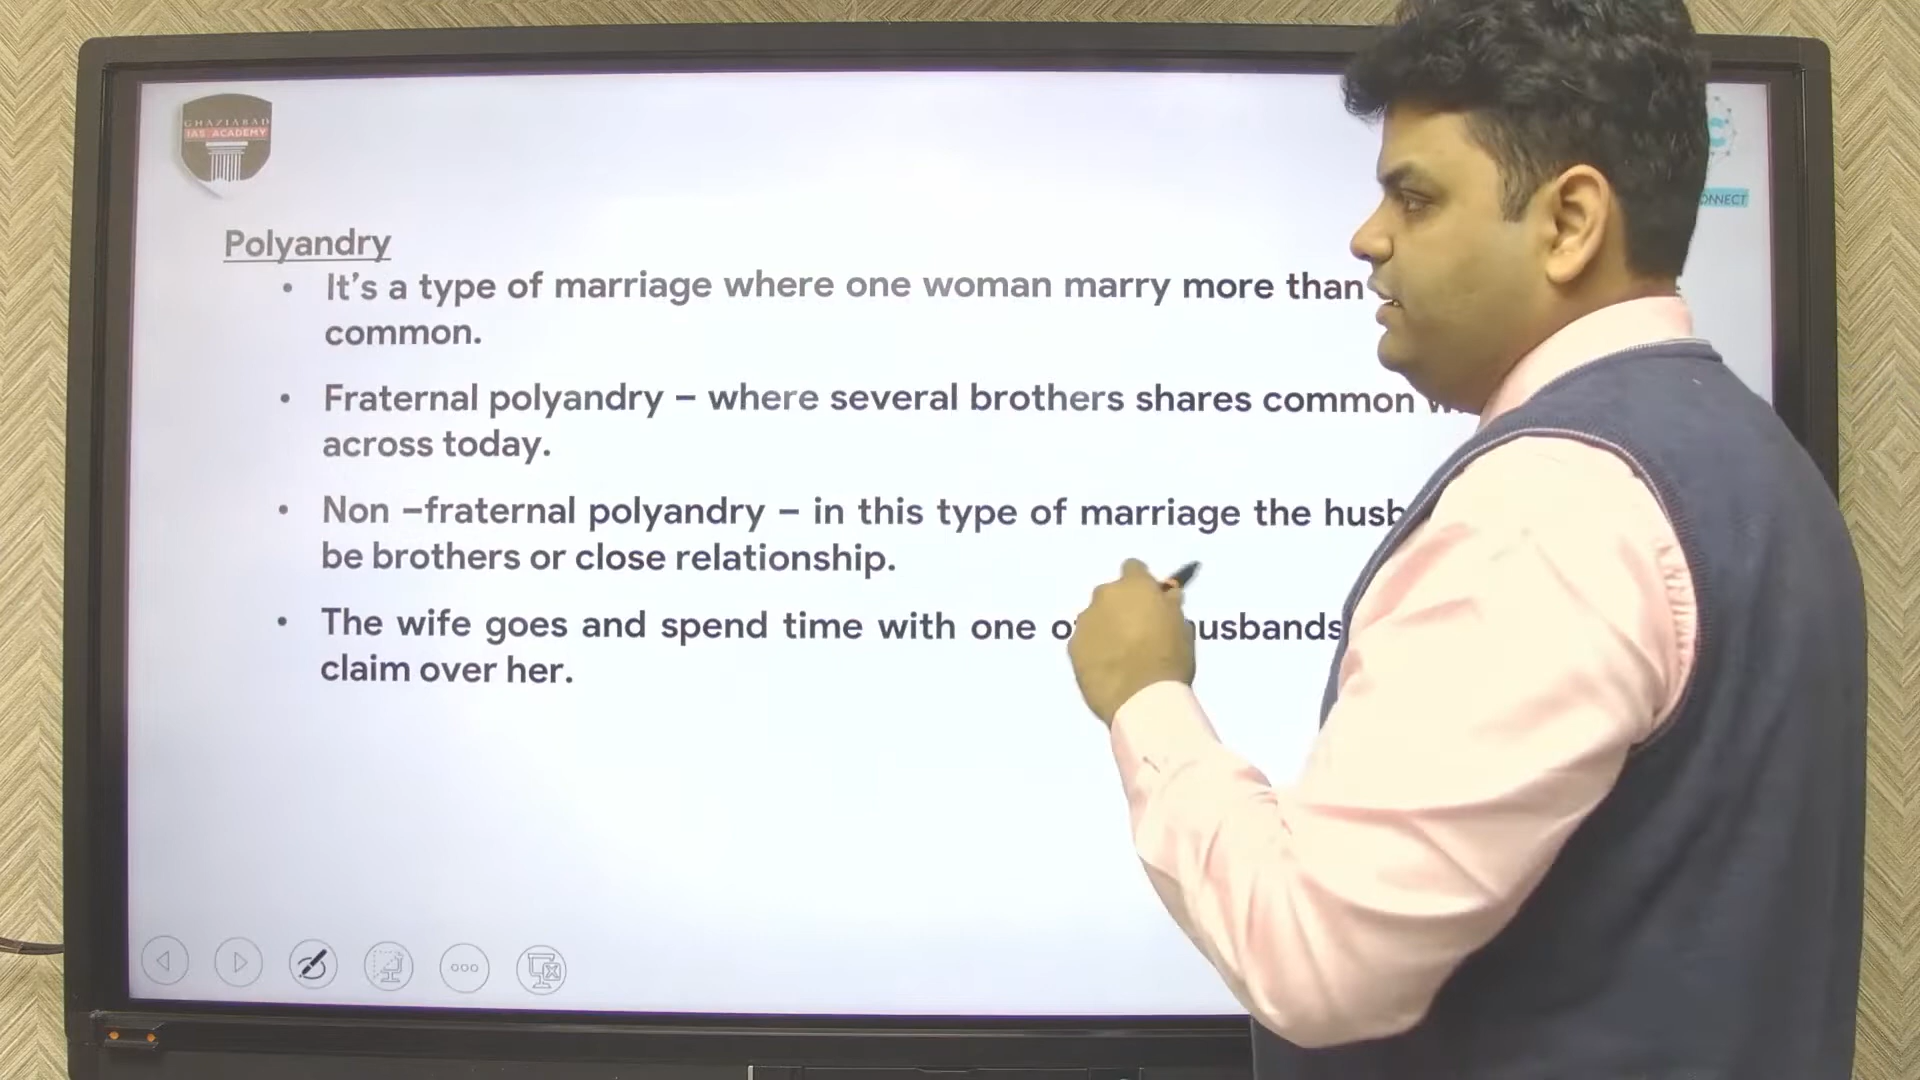 GHAZIABAD
IAS ACADEMY
ONNECT
Polyandry
• It's a type of marriage where one woman marry more than
common.
• Fraternal polyandry – where several brothers shares common
across today.
• Non –fraternal polyandry – in this type of marriage the
be brothers or close relationship.
• The wife goes and spend time with one usbands
claim over her.